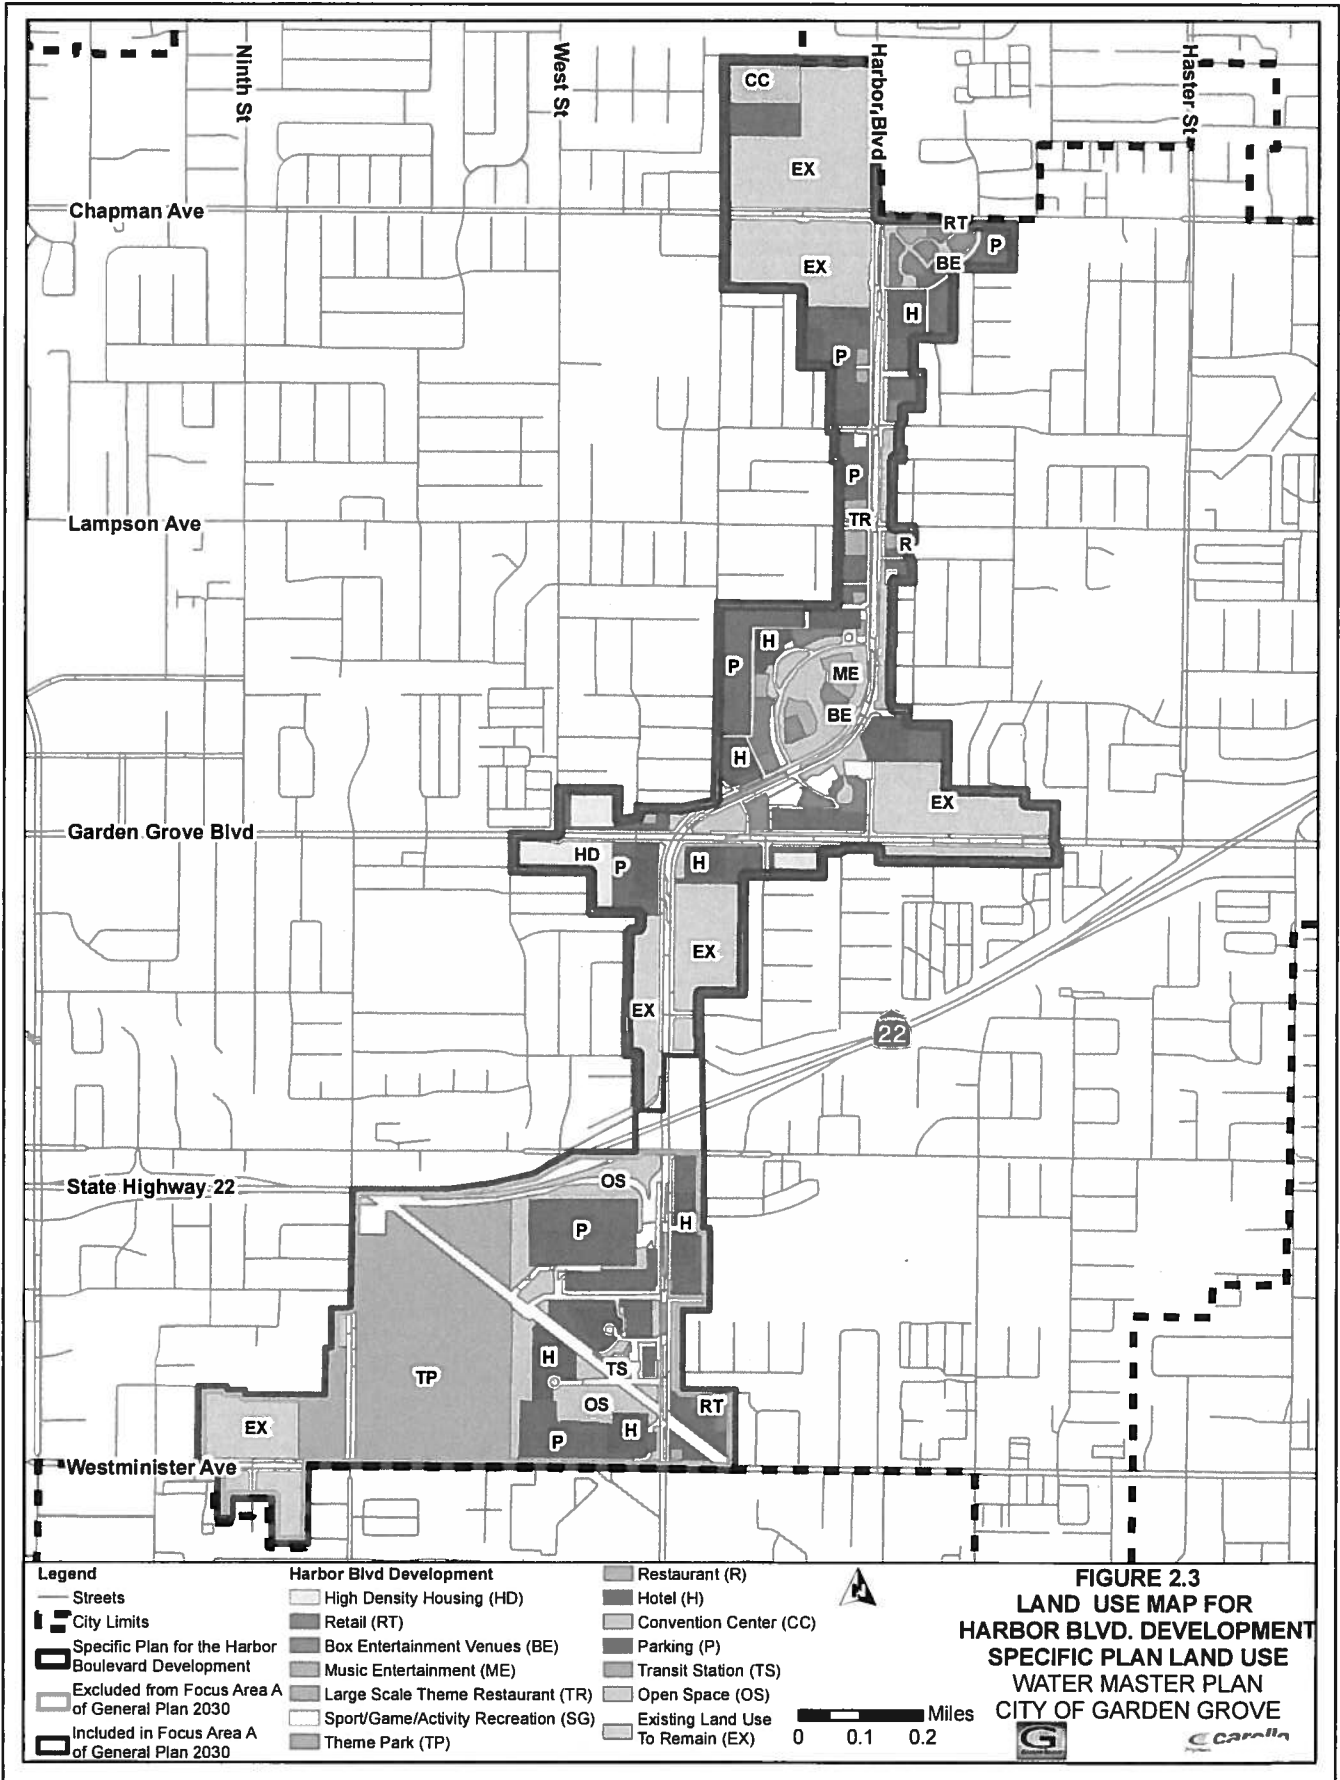 Ninth St
West St
Harbor, Blvd
Haster St
CC
EX
Chapman Ave
RT
P
BE
EX
H
P
P
Lampson Ave
TR
R
H
P
ME
BE
H
EX
Garden Grove Blvd
HD
P
H
EX
EX
22
State Highway 22
OS
P
H
H
TS
TP
OS
RT
EX
P
H
Westminister Ave
Legend
Streets
City Limits
Specific Plan for the Harbor
Boulevard Development
Excluded from Focus Area A
of General Plan 2030
Included in Focus Area A
of General Plan 2030
Harbor Blvd Development
High Density Housing (HD)
Retail (RT)
Box Entertainment Venues (BE)
Music Entertainment (ME)
Large Scale Theme Restaurant (TR)
Sport/Game/Activity Recreation (SG)
Theme Park (TP)
Restaurant (R)
Hotel (H)
Convention Center (CC)
Parking (P)
Transit Station (TS)
Open Space (OS)
Existing Land Use
To Remain (EX)
N
Miles
0 0.1 0.2
FIGURE 2.3
LAND USE MAP FOR
HARBOR BLVD. DEVELOPMENT
SPECIFIC PLAN LAND USE
WATER MASTER PLAN
CITY OF GARDEN GROVE
G
carollo